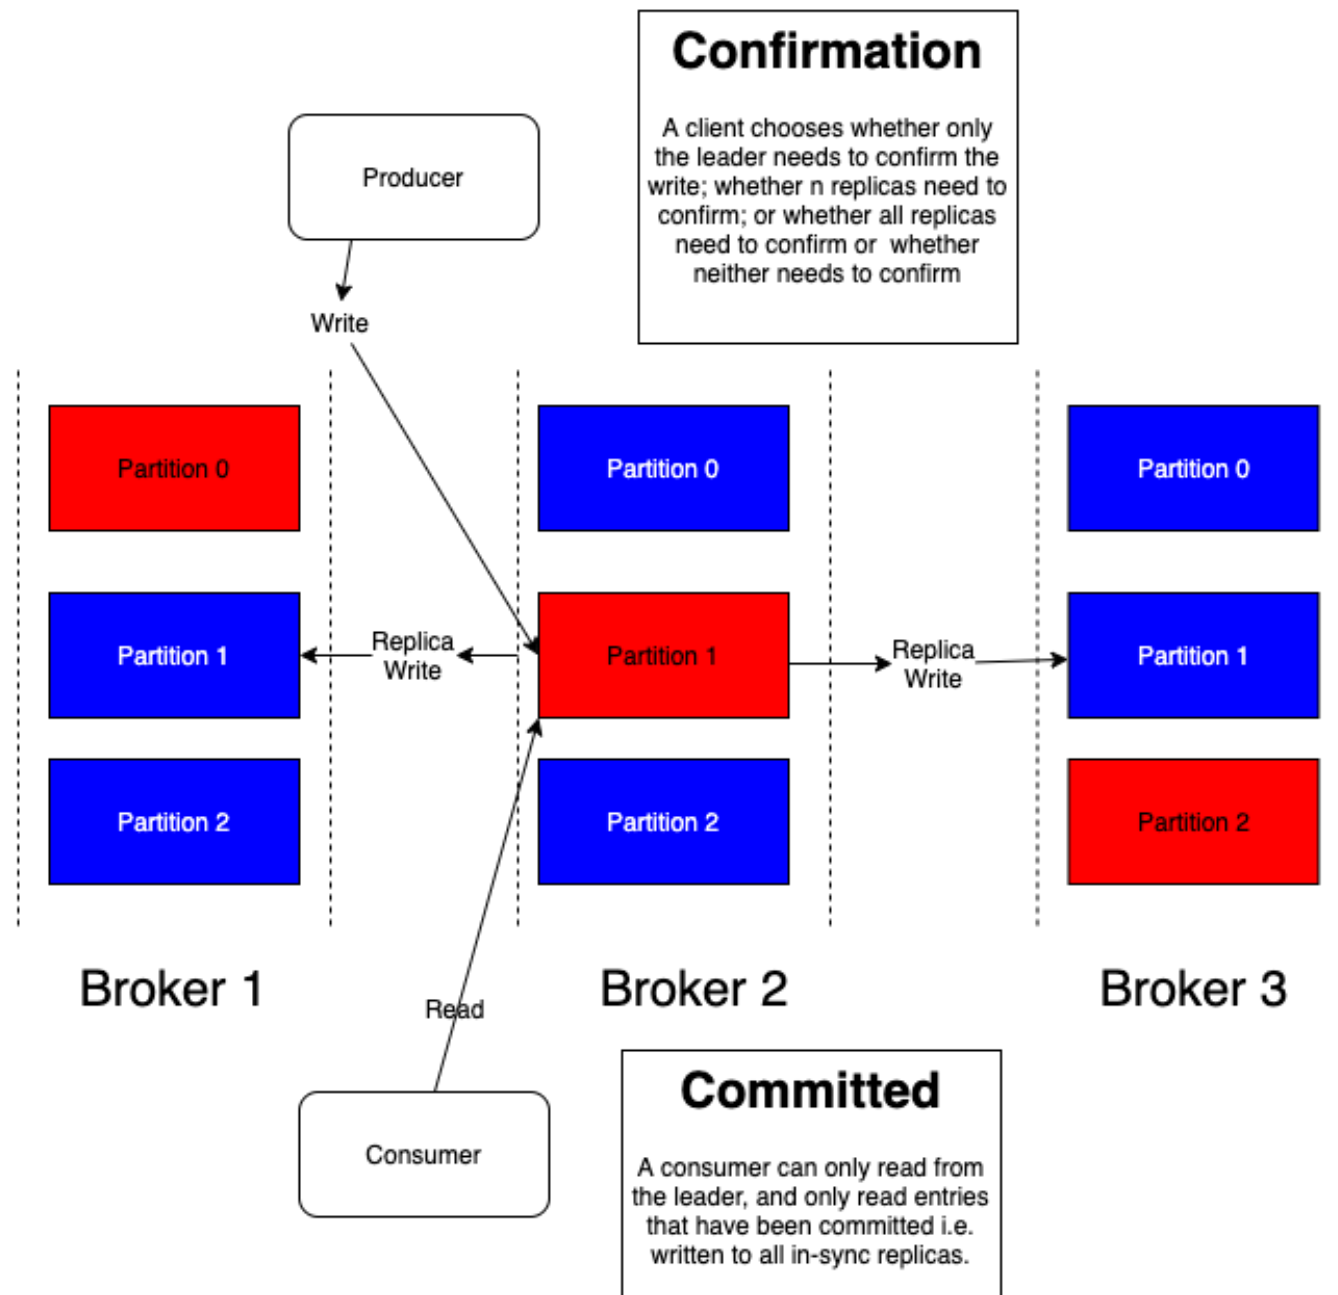 Confirmation
A client chooses whether only
the leader needs to confirm the
write; whether n replicas need to
confirm; or whether all replicas
need to confirm or  whether
neither needs to confirm
Producer
Write
Partition 0
Partition 0
Partition 0
Partition 1
Replica
Write
Partition 1
Replica
Write
Partition 1
Partition 2
Partition 2
Partition 2
Broker 1
Broker 2
Broker 3
Read
Consumer
Committed
A consumer can only read from
the leader, and only read entries
that have been committed i.e.
written to all in-sync replicas.